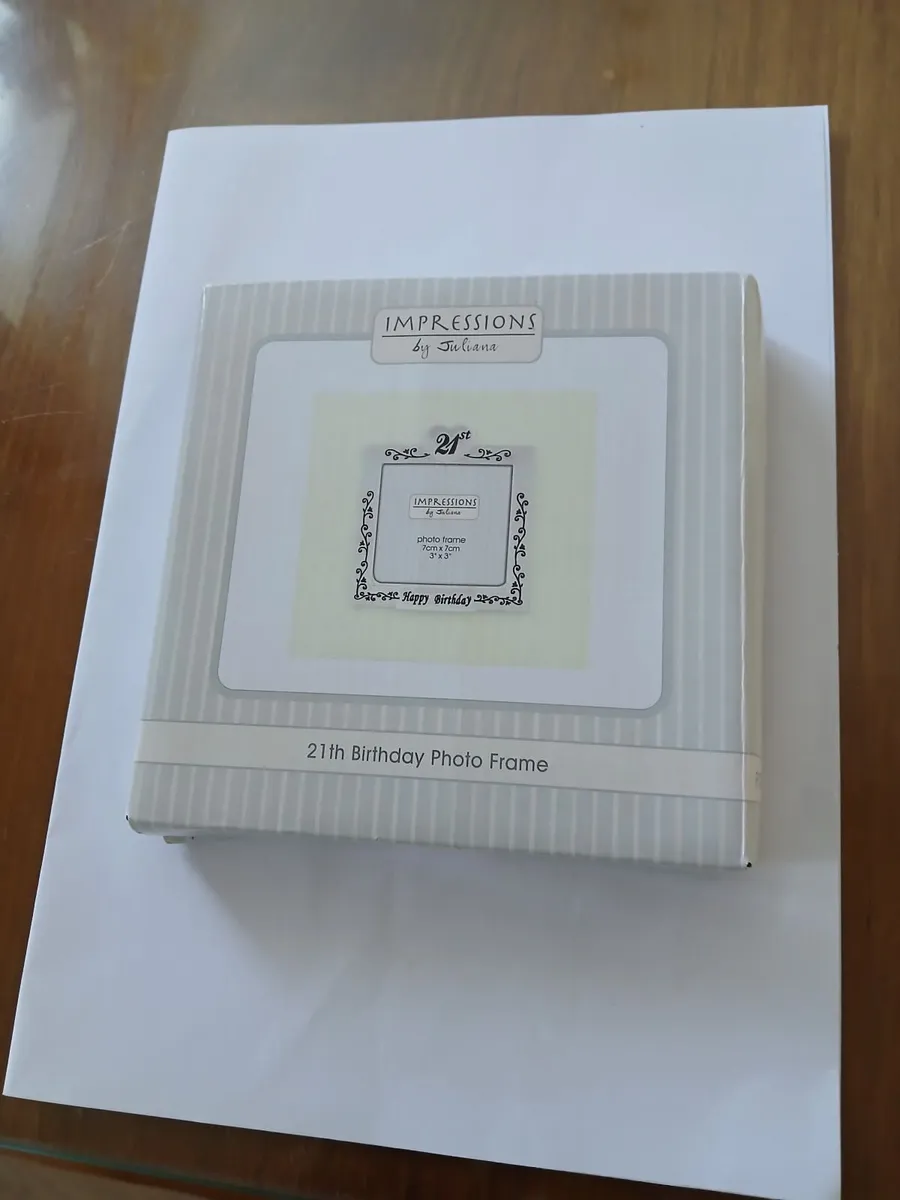 IMPRESSIONS
by Juliana
21st
IMPRESSIONS
by Juliana
photo frame
7cm x 7cm
3" x 3"
Happy Birthday
21th Birthday Photo Frame